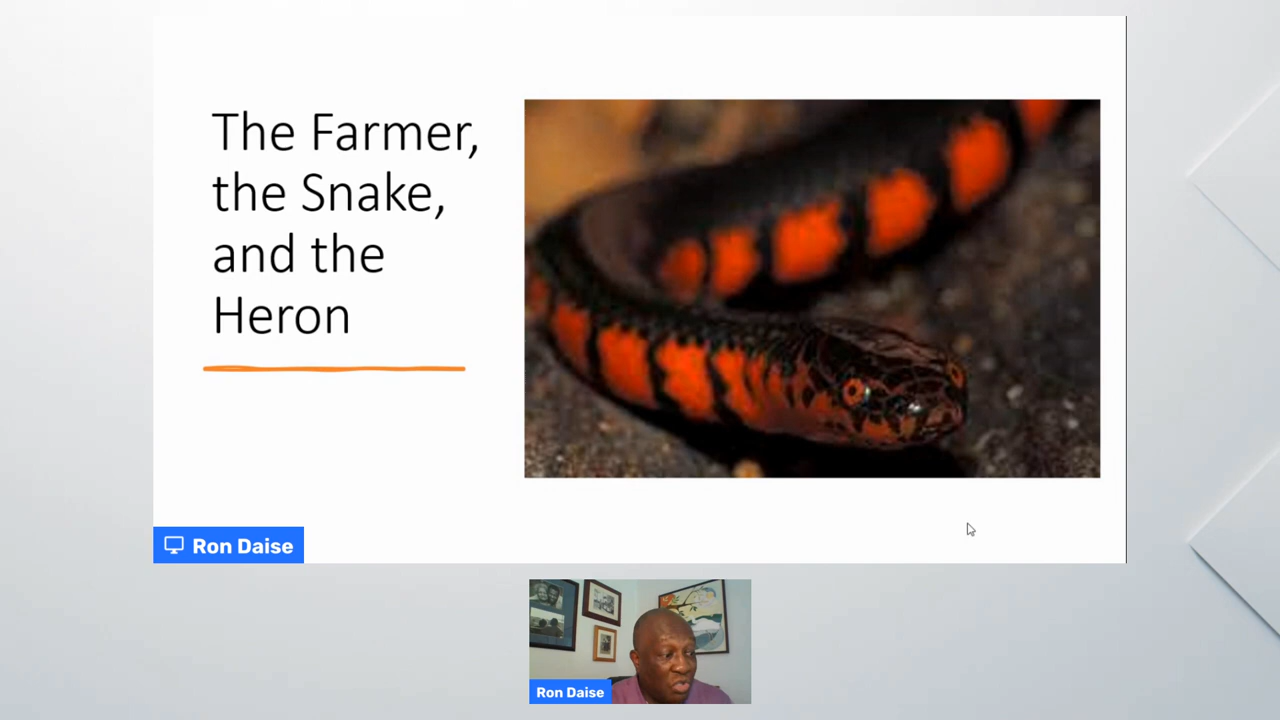 The Farmer,
the Snake,
and the
Heron
Ron Daise
Ron Daise